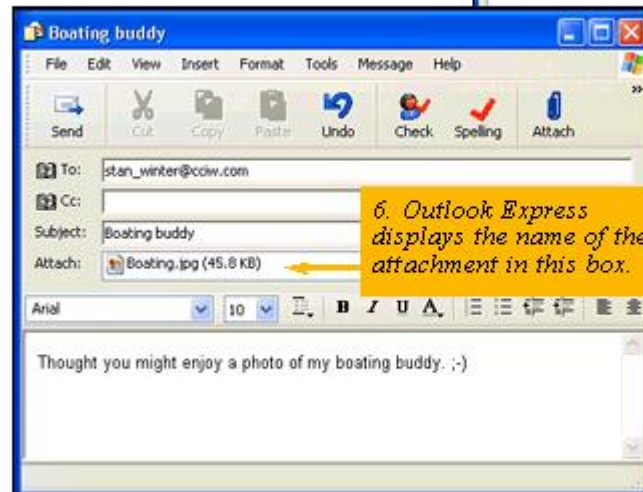 Boating buddy
File Edit View Insert Format Tools Message Help
Send Cut Copy Paste Undo Check Spelling Attach
To: stan_winter@cciw.com
Cc:
Subject: Boating buddy
Attach: Boating.jpg (45.8 KB)
6. Outlook Express
displays the name of the
attachment in this box.
Arial 10 B I U A
Thought you might enjoy a photo of my boating buddy. ;-)